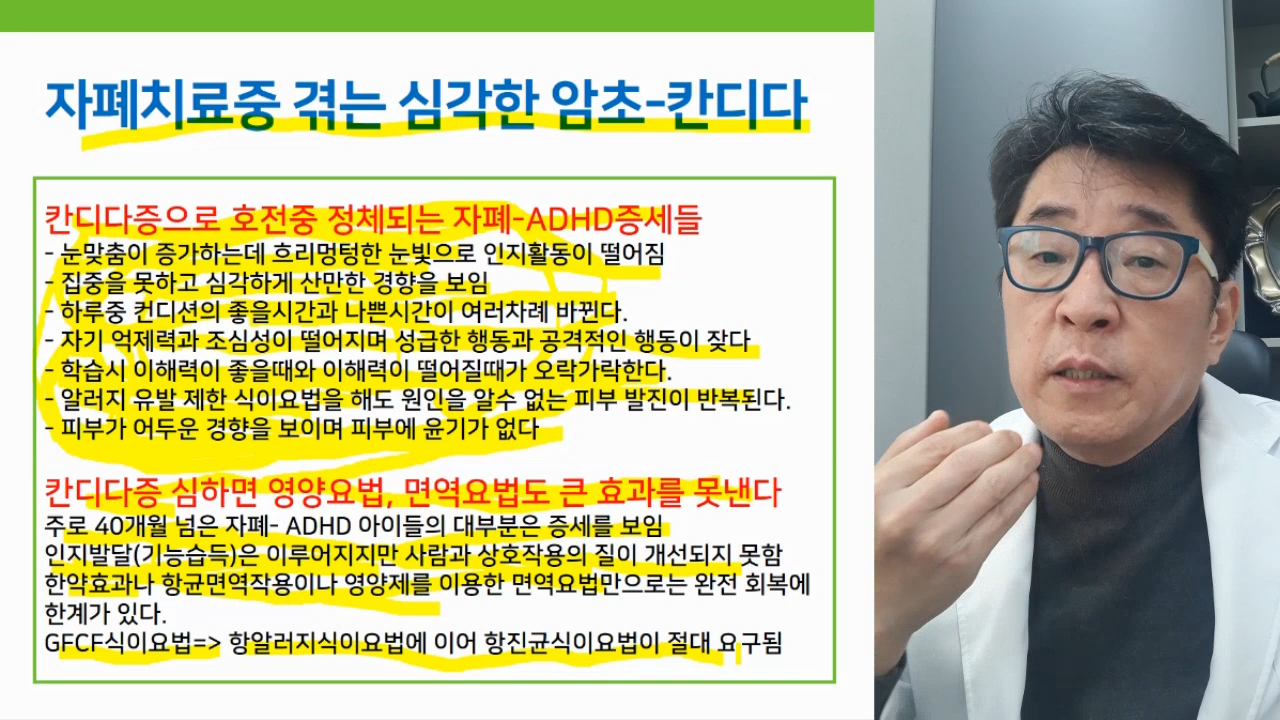 자폐치료중 겪는 심각한 암초-칸디다
칸디다증으로 호전중 정체되는 자폐-ADHD증세들
- 눈맞춤이 증가하는데 흐리멍텅한 눈빛으로 인지활동이 떨어짐
- 집중을 못하고 심각하게 산만한 경향을 보임
- 하루중 컨디션의 좋을시간과 나쁜시간이 여러차례 바뀐다.
- 자기 억제력과 조심성이 떨어지며 성급한 행동과 공격적인 행동이 잦다
- 학습시 이해력이 좋을때와 이해력이 떨어질때가 오락가락한다.
- 알러지 유발 제한 식이요법을 해도 원인을 알수 없는 피부 발진이 반복된다.
- 피부가 어두운 경향을 보이며 피부에 윤기가 없다
칸디다증 심하면 영양요법, 면역요법도 큰 효과를 못낸다
주로 40개월 넘은 자폐- ADHD 아이들의 대부분은 증세를 보임
인지발달(기능습득)은 이루어지지만 사람과 상호작용의 질이 개선되지 못함
한약효과나 항균면역작용이나 영양제를 이용한 면역요법만으로는 완전 회복에
한계가 있다.
GFCF식이요법=> 항알러지식이요법에 이어 항진균식이요법이 절대 요구됨